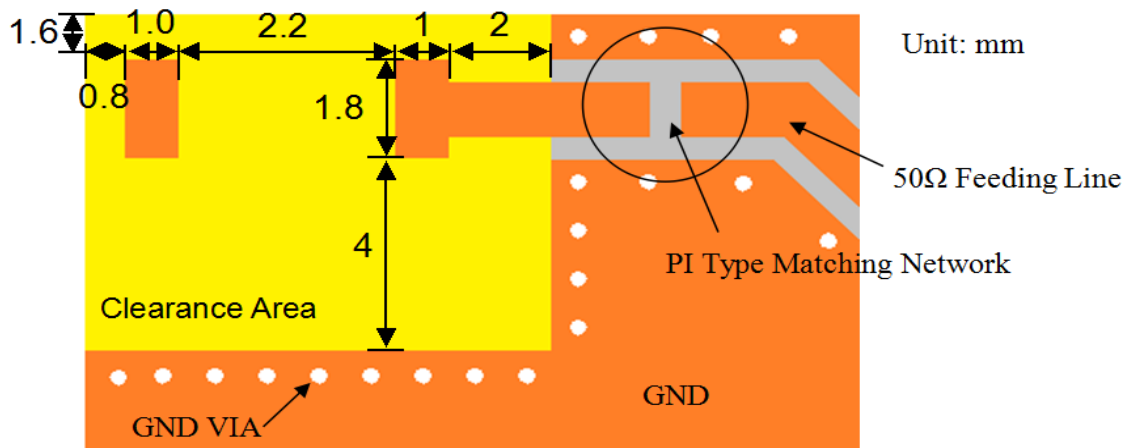 1.6
1.0
2.2
1
2
Unit: mm
0.8
1.8
50Ω Feeding Line
4
PI Type Matching Network
Clearance Area
GND
GND VIA